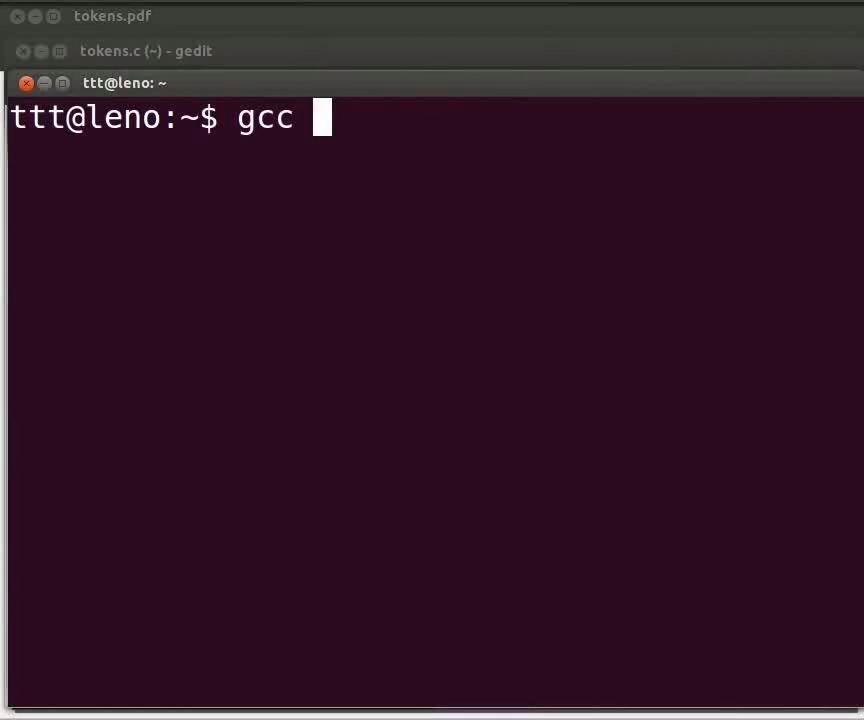 tokens.pdf
tokens.c (~) - gedit
ttt@leno: ~
ttt@leno:~$ gcc